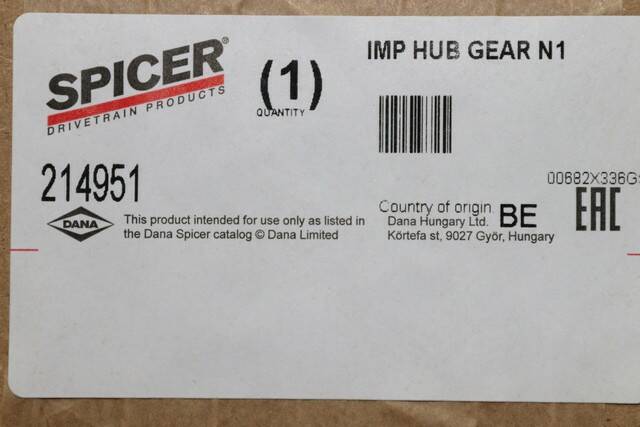 SPICER®
DRIVETRAIN PRODUCTS
(1)
QUANTITY
IMP HUB GEAR N1
214951
00682X336G
DANA
This product intended for use only as listed in
the Dana Spicer catalog © Dana Limited
Country of origin BE
Dana Hungary Ltd.
Körtefa st, 9027 Győr, Hungary
EAC